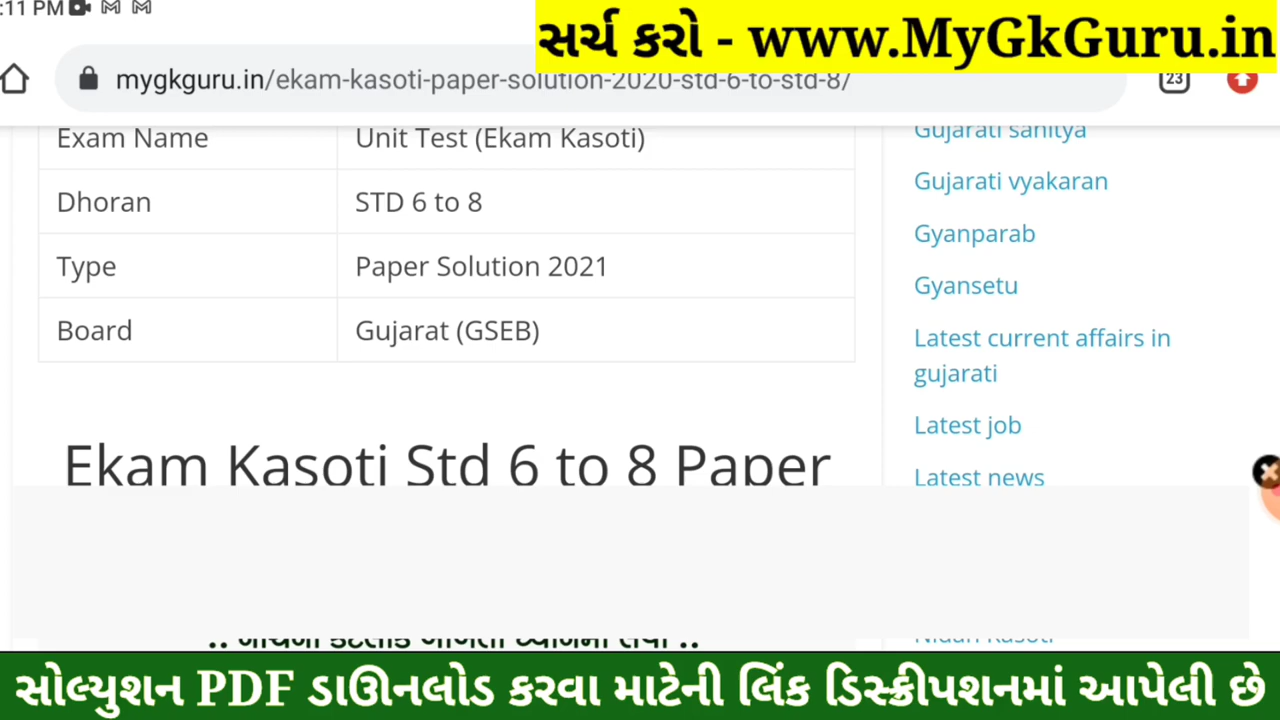 :11 PM
સર્ચ કરો - www.MyGkGuru.in
mygkguru.in/ekam-kasoti-paper-solution-2020-std-6-to-std-8/
23
Exam Name Unit Test (Ekam Kasoti)
Dhoran STD 6 to 8
Type Paper Solution 2021
Board Gujarat (GSEB)
Ekam Kasoti Std 6 to 8 Paper
Gujarati sahitya
Gujarati vyakaran
Gyanparab
Gyansetu
Latest current affairs in
gujarati
Latest job
Latest news
Nidan Kasoti
સોલ્યુશન PDF ડાઊનલોડ કરવા માટેની લિંક ડિસ્ક્રીપશનમાં આપેલી છે